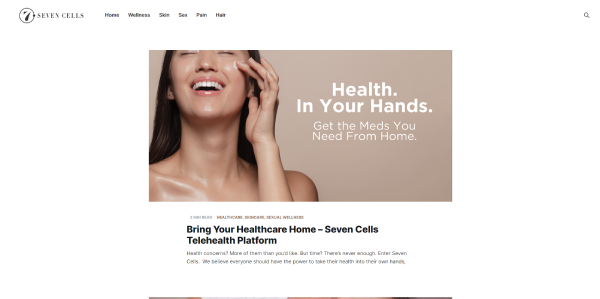 7 SEVEN CELLS
Home Wellness Skin Sex Pain Hair
Health.
In Your Hands.
Get the Meds You
Need From Home.
5 MIN READ HEALTHCARE, SKINCARE, SEXUAL WELLNESS
Bring Your Healthcare Home – Seven Cells
Telehealth Platform
Health concerns? More of them than you'd like. But time? There's never enough. Enter Seven
Cells. We believe everyone should have the power to take their health into their own hands,